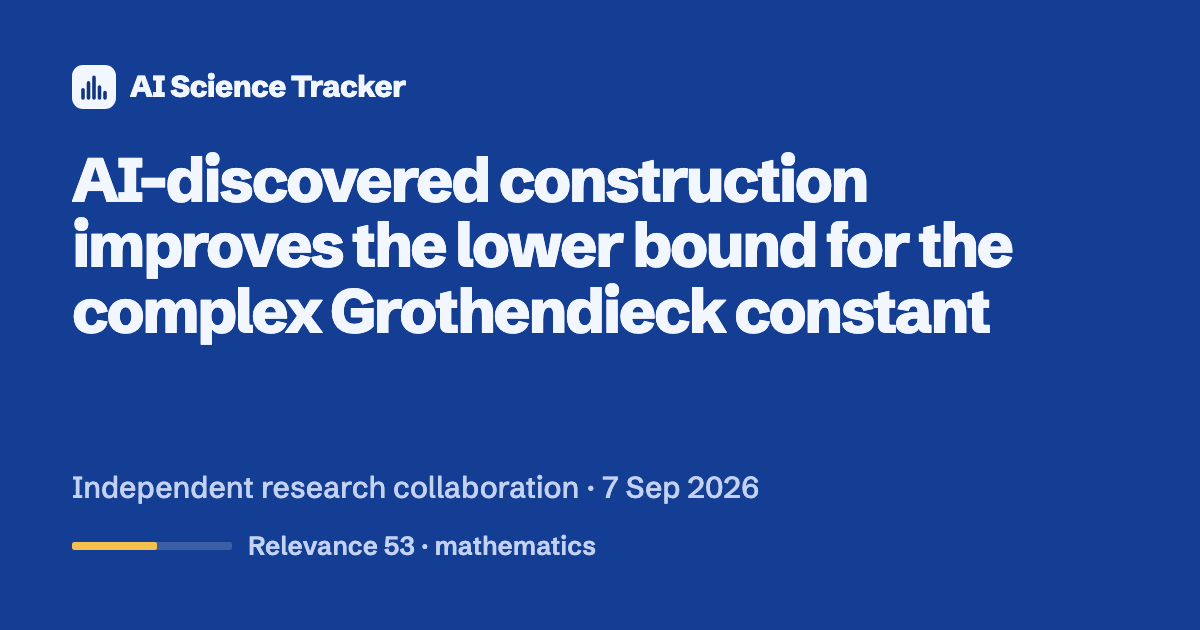 AI Science Tracker
AI-discovered construction
improves the lower bound for the
complex Grothendieck constant
Independent research collaboration · 7 Sep 2026
Relevance 53 · mathematics